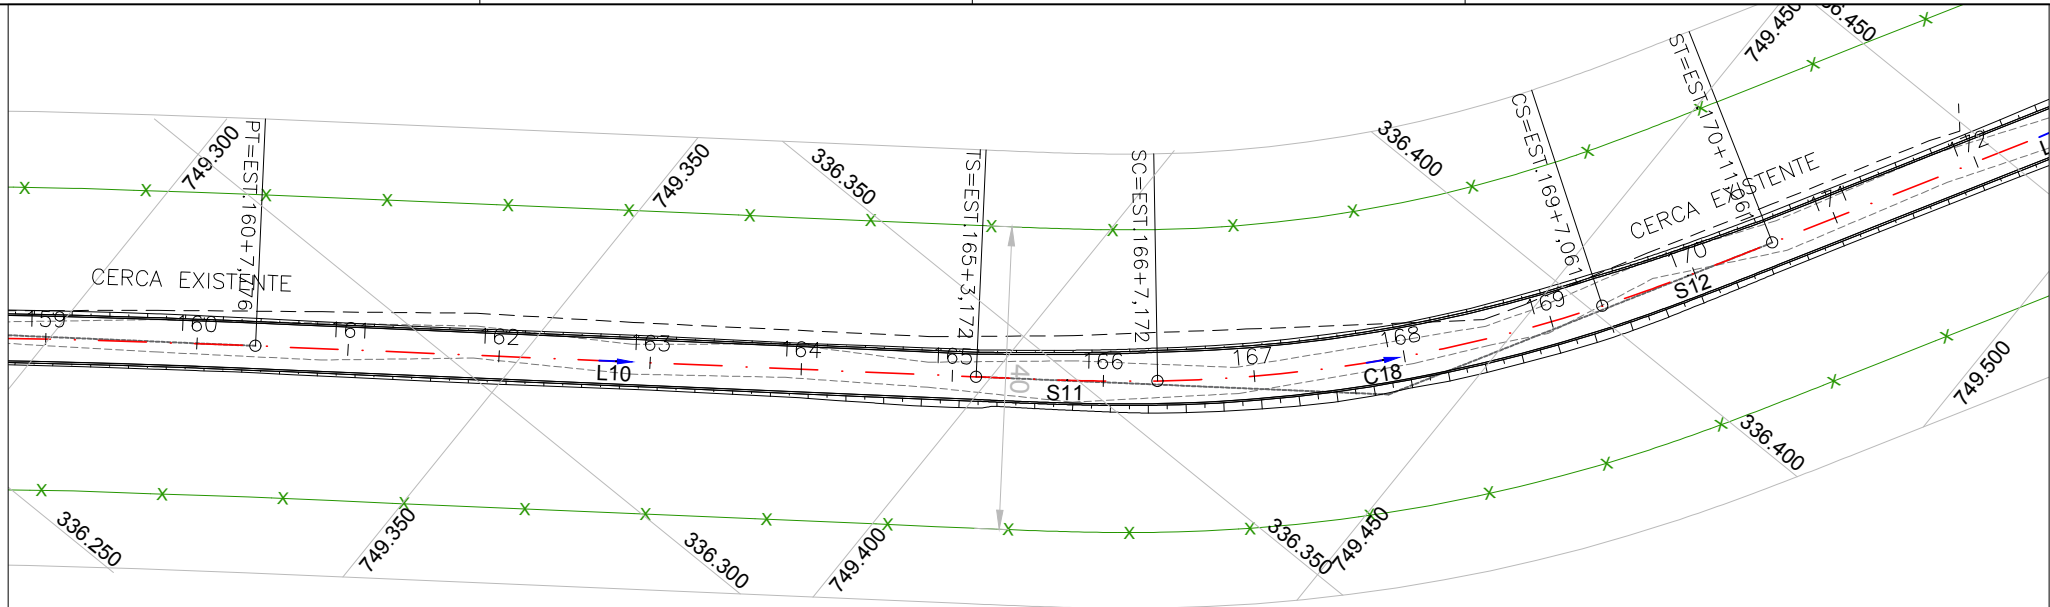 749.300
PT=EST.160+7,776
749.350
336.350
TS=EST.165+3,172
SC=EST.166+7,172
336.400
CS=EST.169+7,061
ST=EST.170+11,061
749.450
336.450
CERCA EXISTENTE
CERCA EXISTENTE
159
160
161
162
163
164
165
166
167
168
169
170
171
172
L10
S11
C18
S12
40
336.250
749.350
336.300
749.400
336.350
749.450
336.400
749.500